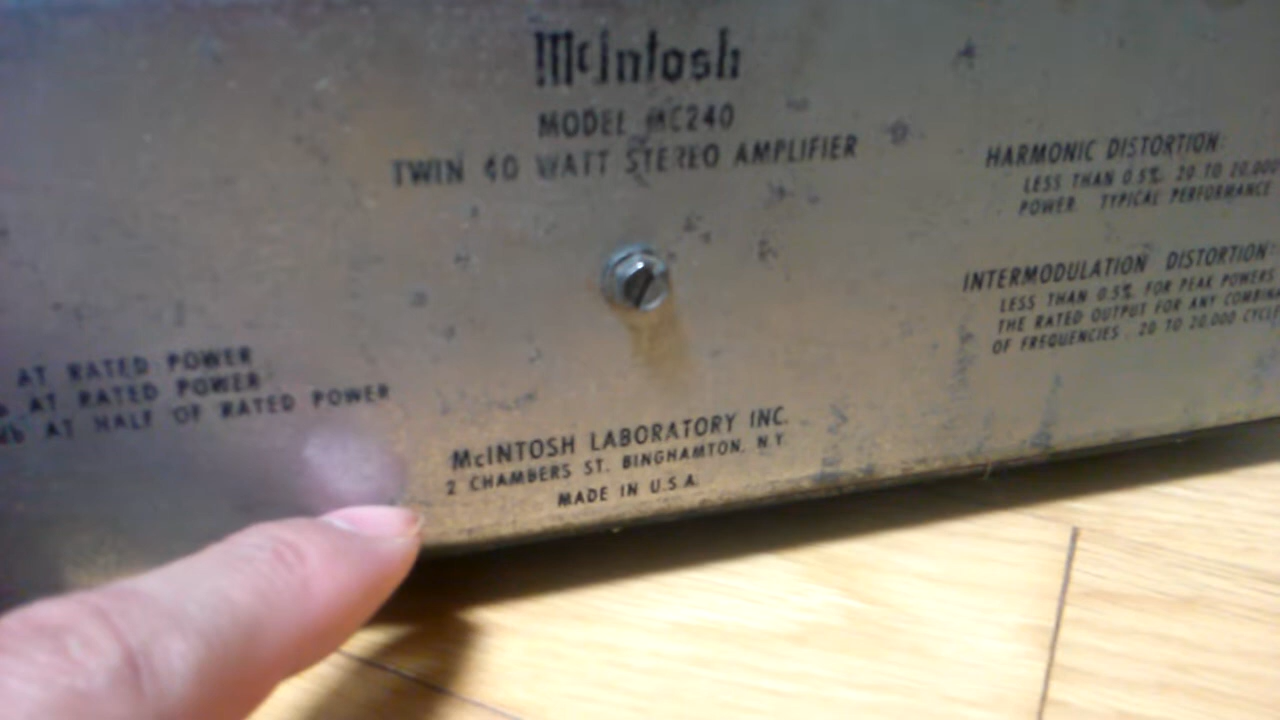 McIntosh
MODEL MC240
TWIN 40 WATT STEREO AMPLIFIER
HARMONIC DISTORTION:
LESS THAN 0.5%, 20 TO 20,000
POWER. TYPICAL PERFORMANCE
INTERMODULATION DISTORTION:
LESS THAN 0.5%, FOR PEAK POWERS
THE RATED OUTPUT FOR ANY
OF FREQUENCIES, 20 TO 20,000
AT RATED POWER
AT RATED POWER
db AT HALF OF RATED POWER
McINTOSH LABORATORY INC.
2 CHAMBERS ST. BINGHAMTON, N.Y.
MADE IN U.S.A.